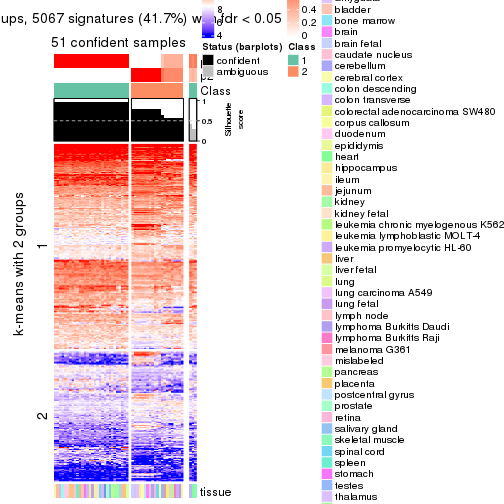 ups, 5067 signatures (41.7%) with fdr < 0.05
51 confident samples
8
6
4
0.4
0.2
0
Status (barplots)
confident
ambiguous
Class
1
2
p2
Class
1
0.5
0
Silhouette
score
k-means with 2 groups
1
2
tissue
bladder
bone marrow
brain
brain fetal
caudate nucleus
cerebellum
cerebral cortex
colon descending
colon transverse
colorectal adenocarcinoma SW480
corpus callosum
duodenum
epididymis
heart
hippocampus
ileum
jejunum
kidney
kidney fetal
leukemia chronic myelogenous K562
leukemia lymphoblastic MOLT-4
leukemia promyelocytic HL-60
liver
liver fetal
lung
lung carcinoma A549
lung fetal
lymph node
lymphoma Burkitts Daudi
lymphoma Burkitts Raji
melanoma G361
mislabeled
pancreas
placenta
postcentral gyrus
prostate
retina
salivary gland
skeletal muscle
spinal cord
spleen
stomach
testes
thalamus